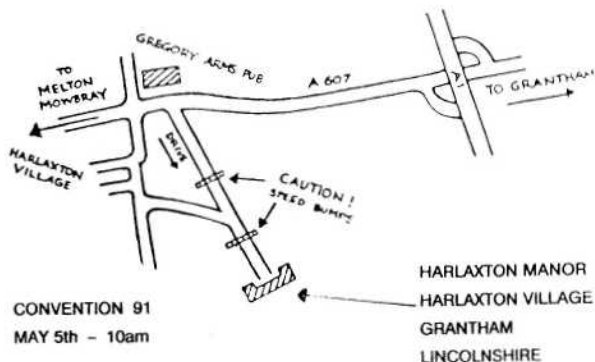 GREGORY ARMS PUB
TO
MELTON
MOWBRAY
A 607
A1
TO GRANTHAM
HARLAXTON
VILLAGE
DRIVE
CAUTION !
SPEED BUMPS
HARLAXTON MANOR
HARLAXTON VILLAGE
GRANTHAM
LINCOLNSHIRE
CONVENTION 91
MAY 5th - 10am